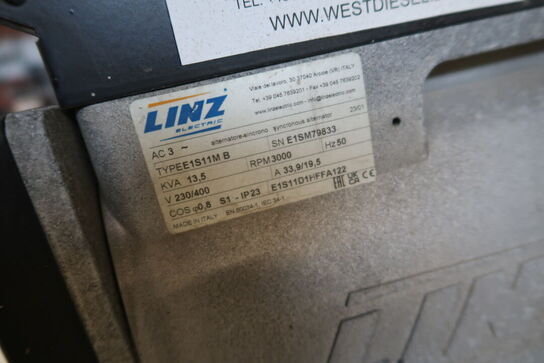 WWW.WESTDIESEL.
LINZ
ELECTRIC
Viale del lavoro, 30 37040 Arcole (VR) ITALY
Tel. +39 045 7639201 - Fax +39 045 7639202
www.linzelectric.com - info@linzelectric.com
AC 3 ~ alternatore sincrono synchronous alternator 23/01
TYPE E1S11M B SN E1SM79833
KVA 13,5 RPM 3000 Hz 50
V 230/400 A 33,9/19,5
COS φ0,8 S1 - IP23 E1S11D1HFFA122
MADE IN ITALY EN 60034-1, IEC 34-1